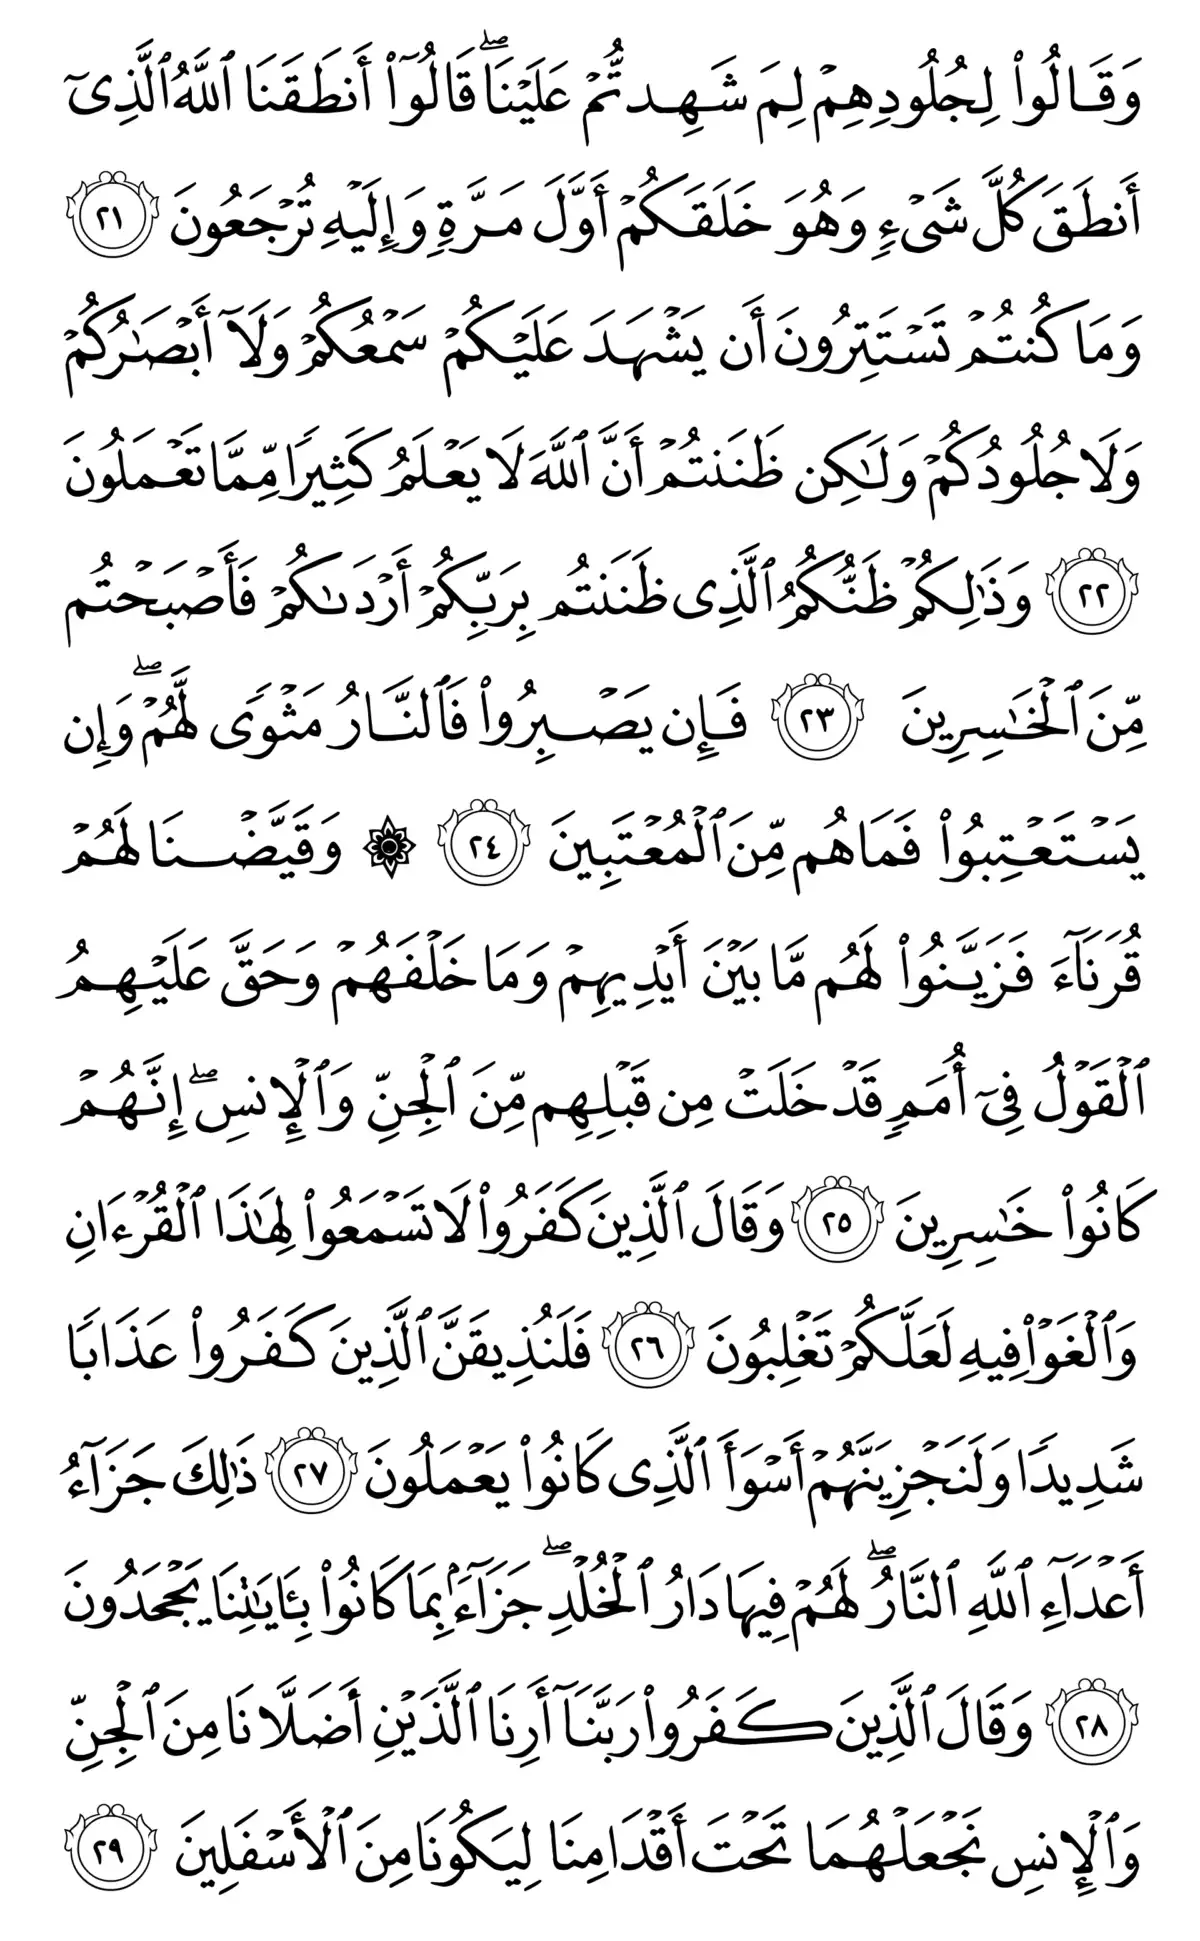 وَقَالُوا۟ لِجُلُودِهِمْ لِمَ شَهِدتُّمْ عَلَيْنَا ۖ قَالُوٓا۟ أَنطَقَنَا ٱللَّهُ ٱلَّذِىٓ
أَنطَقَ كُلَّ شَىْءٍ وَهُوَ خَلَقَكُمْ أَوَّلَ مَرَّةٍ وَإِلَيْهِ تُرْجَعُونَ ٢١
وَمَا كُنتُمْ تَسْتَتِرُونَ أَن يَشْهَدَ عَلَيْكُمْ سَمْعُكُمْ وَلَآ أَبْصَٰرُكُمْ
وَلَا جُلُودُكُمْ وَلَٰكِن ظَنَنتُمْ أَنَّ ٱللَّهَ لَا يَعْلَمُ كَثِيرًا مِّمَّا تَعْمَلُونَ
٢٢ وَذَٰلِكُمْ ظَنُّكُمُ ٱلَّذِى ظَنَنتُم بِرَبِّكُمْ أَرْدَىٰكُمْ فَأَصْبَحْتُم
مِّنَ ٱلْخَٰسِرِينَ ٢٣ فَإِن يَصْبِرُوا۟ فَٱلنَّارُ مَثْوًى لَّهُمْ ۖ وَإِن
يَسْتَعْتِبُوا۟ فَمَا هُم مِّنَ ٱلْمُعْتَبِينَ ٢٤ ۞ وَقَيَّضْنَا لَهُمْ
قُرَنَآءَ فَزَيَّنُوا۟ لَهُم مَّا بَيْنَ أَيْدِيهِمْ وَمَا خَلْفَهُمْ وَحَقَّ عَلَيْهِمُ
ٱلْقَوْلُ فِىٓ أُمَمٍ قَدْ خَلَتْ مِن قَبْلِهِم مِّنَ ٱلْجِنِّ وَٱلْإِنسِ ۖ إِنَّهُمْ
كَانُوا۟ خَٰسِرِينَ ٢٥ وَقَالَ ٱلَّذِينَ كَفَرُوا۟ لَا تَسْمَعُوا۟ لِهَٰذَا ٱلْقُرْءَانِ
وَٱلْغَوْا۟ فِيهِ لَعَلَّكُمْ تَغْلِبُونَ ٢٦ فَلَنُذِيقَنَّ ٱلَّذِينَ كَفَرُوا۟ عَذَابًا
شَدِيدًا وَلَنَجْزِيَنَّهُمْ أَسْوَأَ ٱلَّذِى كَانُوا۟ يَعْمَلُونَ ٢٧ ذَٰلِكَ جَزَآءُ
أَعْدَآءِ ٱللَّهِ ٱلنَّارُ ۖ لَهُمْ فِيهَا دَارُ ٱلْخُلْدِ ۖ جَزَآءًۢ بِمَا كَانُوا۟ بِـَٔايَٰتِنَا يَجْحَدُونَ
٢٨ وَقَالَ ٱلَّذِينَ كَفَرُوا۟ رَبَّنَآ أَرِنَا ٱلَّذَيْنِ أَضَلَّانَا مِنَ ٱلْجِنِّ
وَٱلْإِنسِ نَجْعَلْهُمَا تَحْتَ أَقْدَامِنَا لِيَكُونَا مِنَ ٱلْأَسْفَلِينَ ٢٩